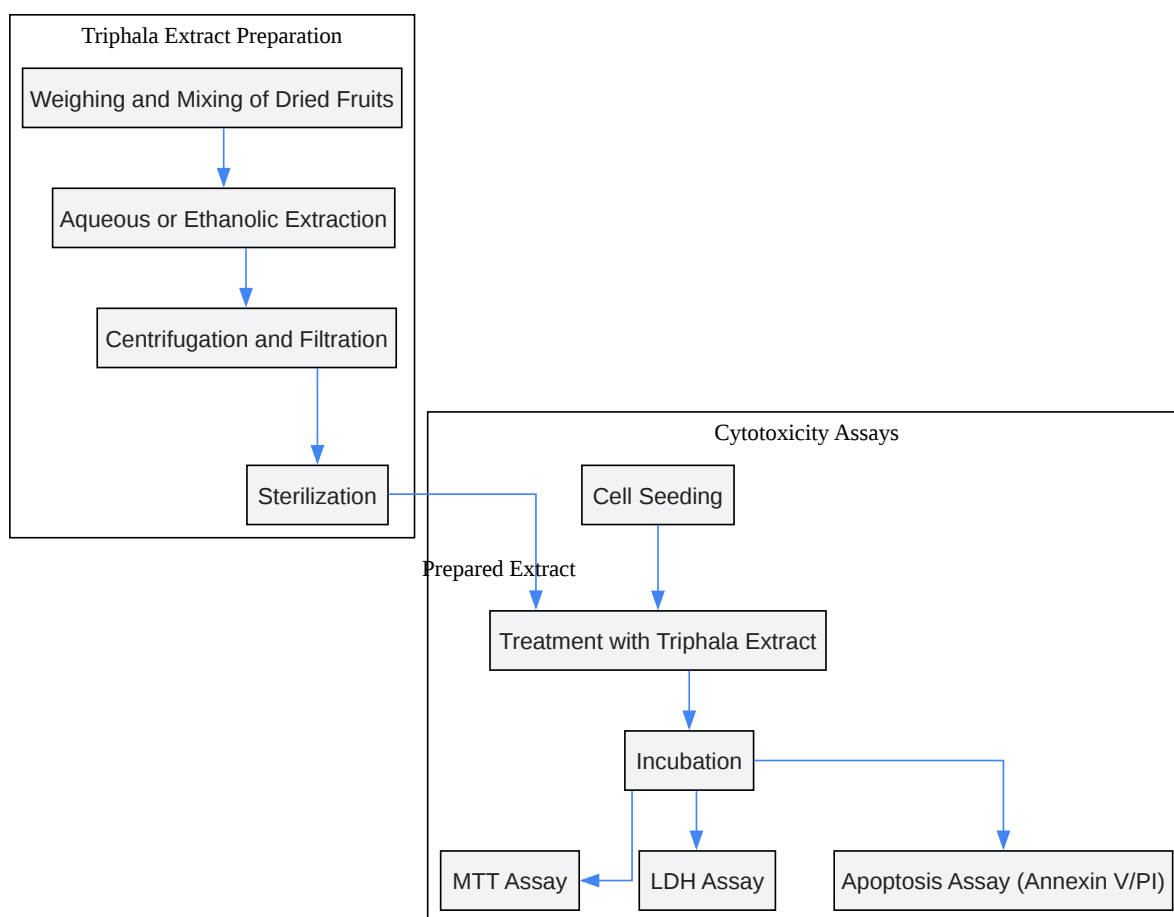 Triphala Extract Preparation
Weighing and Mixing of Dried Fruits
Aqueous or Ethanolic Extraction
Centrifugation and Filtration
Sterilization
Cytotoxicity Assays
Cell Seeding
Prepared Extract
Treatment with Triphala Extract
Incubation
MTT Assay
LDH Assay
Apoptosis Assay (Annexin V/PI)